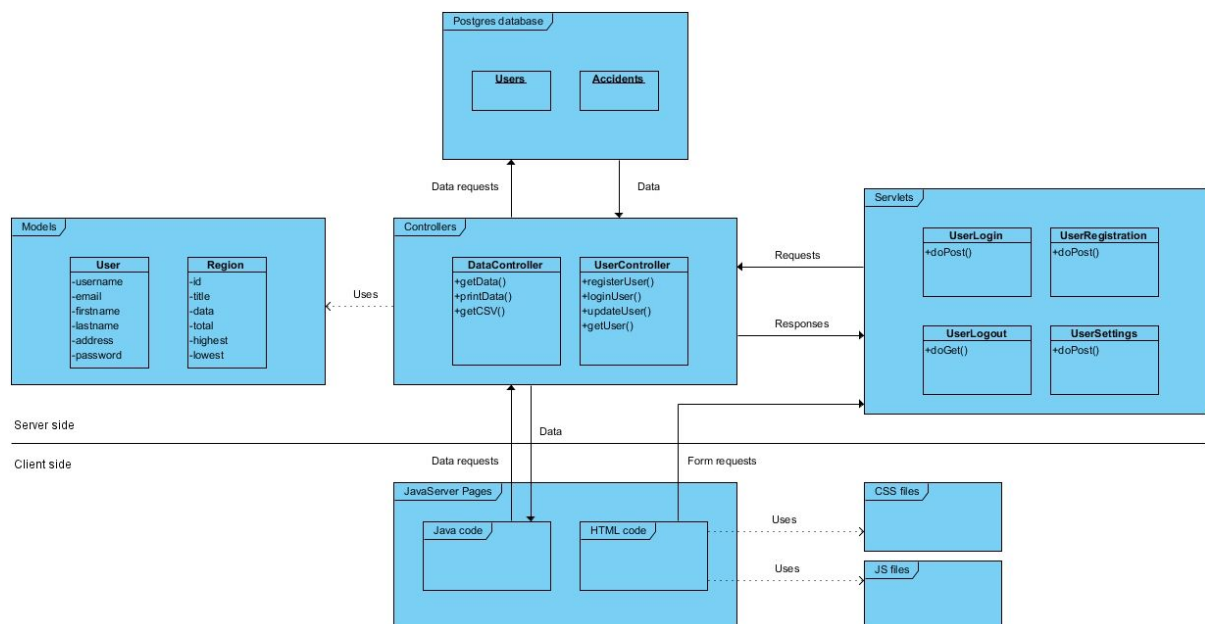 Postgres database
Users
Accidents
Data requests
Data
Models
User
-username
-email
-firstname
-lastname
-address
-password
Region
-id
-title
-data
-total
-highest
-lowest
Uses
Controllers
DataController
+getData()
+printData()
+getCSV()
UserController
+registerUser()
+loginUser()
+updateUser()
+getUser()
Requests
Responses
Servlets
UserLogin
+doPost()
UserRegistration
+doPost()
UserLogout
+doGet()
UserSettings
+doPost()
Server side
Client side
Data requests
Data
Form requests
JavaServer Pages
Java code
HTML code
Uses
Uses
CSS files
JS files